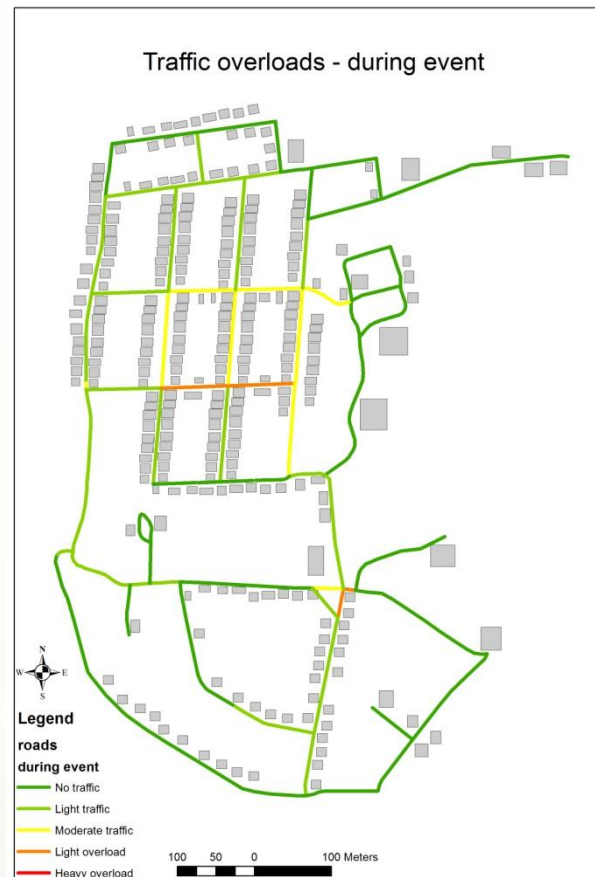 Traffic overloads - during event
N
W E
S
Legend
roads
during event
No traffic
Light traffic
Moderate traffic
Light overload
Heavy overload
100 50 0 100 Meters